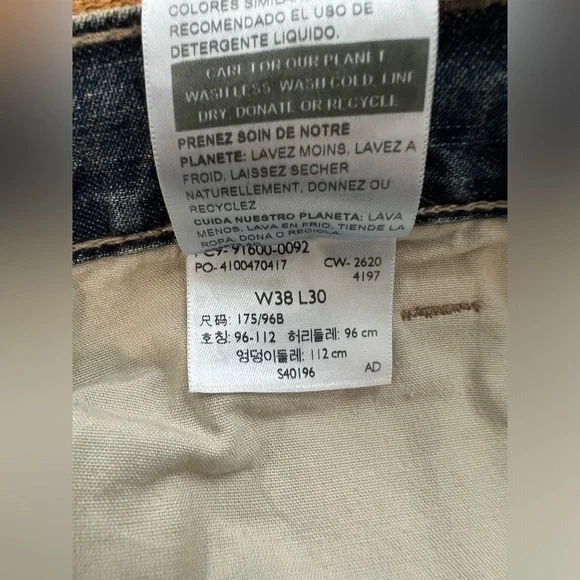 COLORES SIMILARES
RECOMENDADO EL USO DE
DETERGENTE LIQUIDO.
CARE FOR OUR PLANET
WASH LESS, WASH COLD, LINE
DRY, DONATE OR RECYCLE
PRENEZ SOIN DE NOTRE
PLANETE: LAVEZ MOINS, LAVEZ A
FROID, LAISSEZ SECHER
NATURELLEMENT, DONNEZ OU
RECYCLEZ
CUIDA NUESTRO PLANETA: LAVA
MENOS, LAVA EN FRIO, TIENDE LA
ROPA, DONA O RECICLA.
PC9-91600-0092
PO- 4100470417 CW- 2620
4197
W38 L30
尺码: 175/96B
호칭: 96-112 허리둘레: 96 cm
엉덩이둘레: 112 cm
S40196 AD